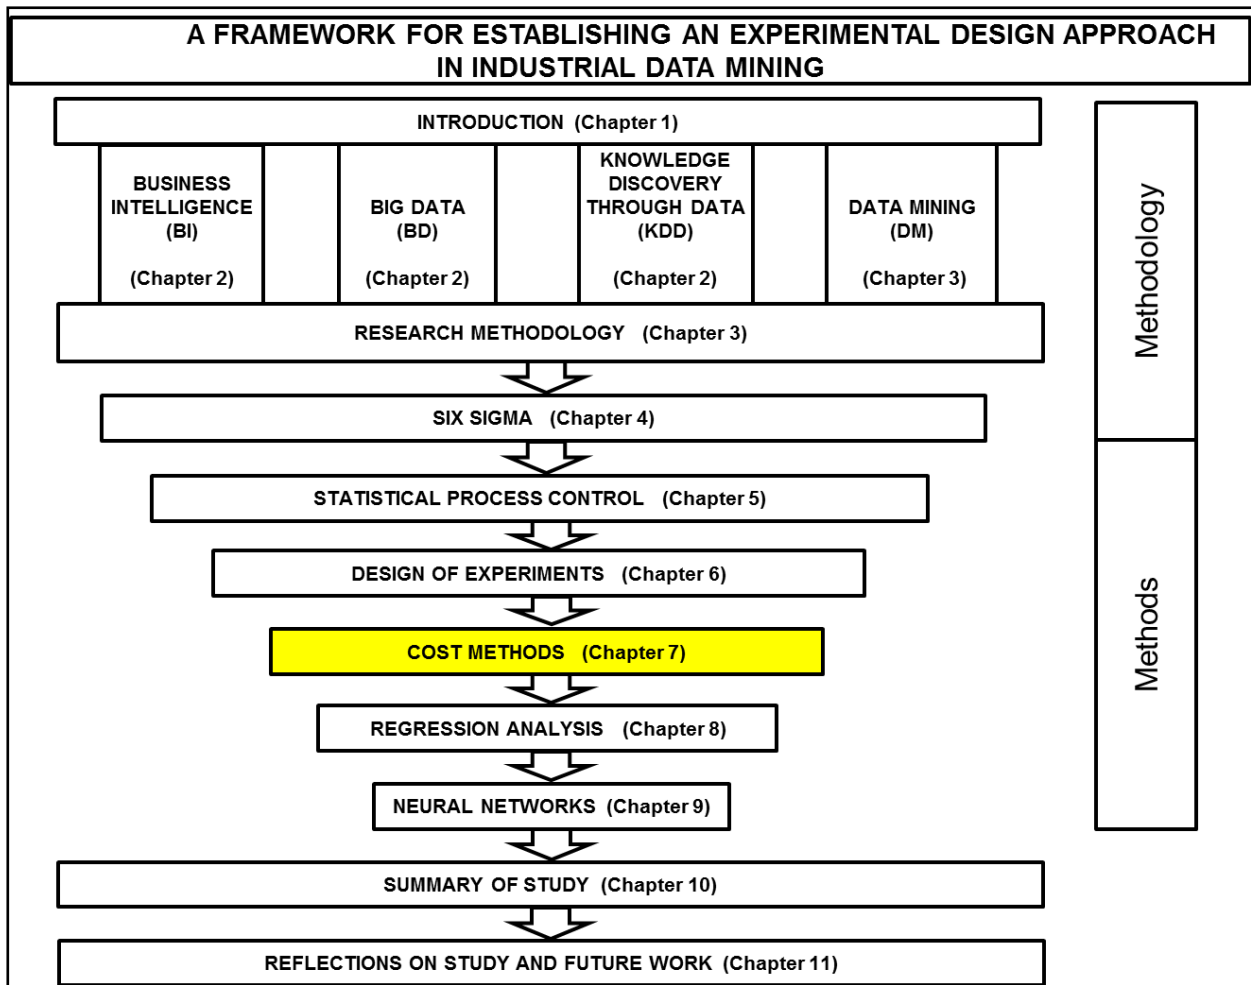 A FRAMEWORK FOR ESTABLISHING AN EXPERIMENTAL DESIGN APPROACH
IN INDUSTRIAL DATA MINING
INTRODUCTION (Chapter 1)
BUSINESS
INTELLIGENCE
(BI)
(Chapter 2)
BIG DATA
(BD)
(Chapter 2)
KNOWLEDGE
DISCOVERY
THROUGH DATA
(KDD)
(Chapter 2)
DATA MINING
(DM)
(Chapter 3)
RESEARCH METHODOLOGY (Chapter 3)
SIX SIGMA (Chapter 4)
STATISTICAL PROCESS CONTROL (Chapter 5)
DESIGN OF EXPERIMENTS (Chapter 6)
COST METHODS (Chapter 7)
REGRESSION ANALYSIS (Chapter 8)
NEURAL NETWORKS (Chapter 9)
SUMMARY OF STUDY (Chapter 10)
REFLECTIONS ON STUDY AND FUTURE WORK (Chapter 11)
Methodology
Methods